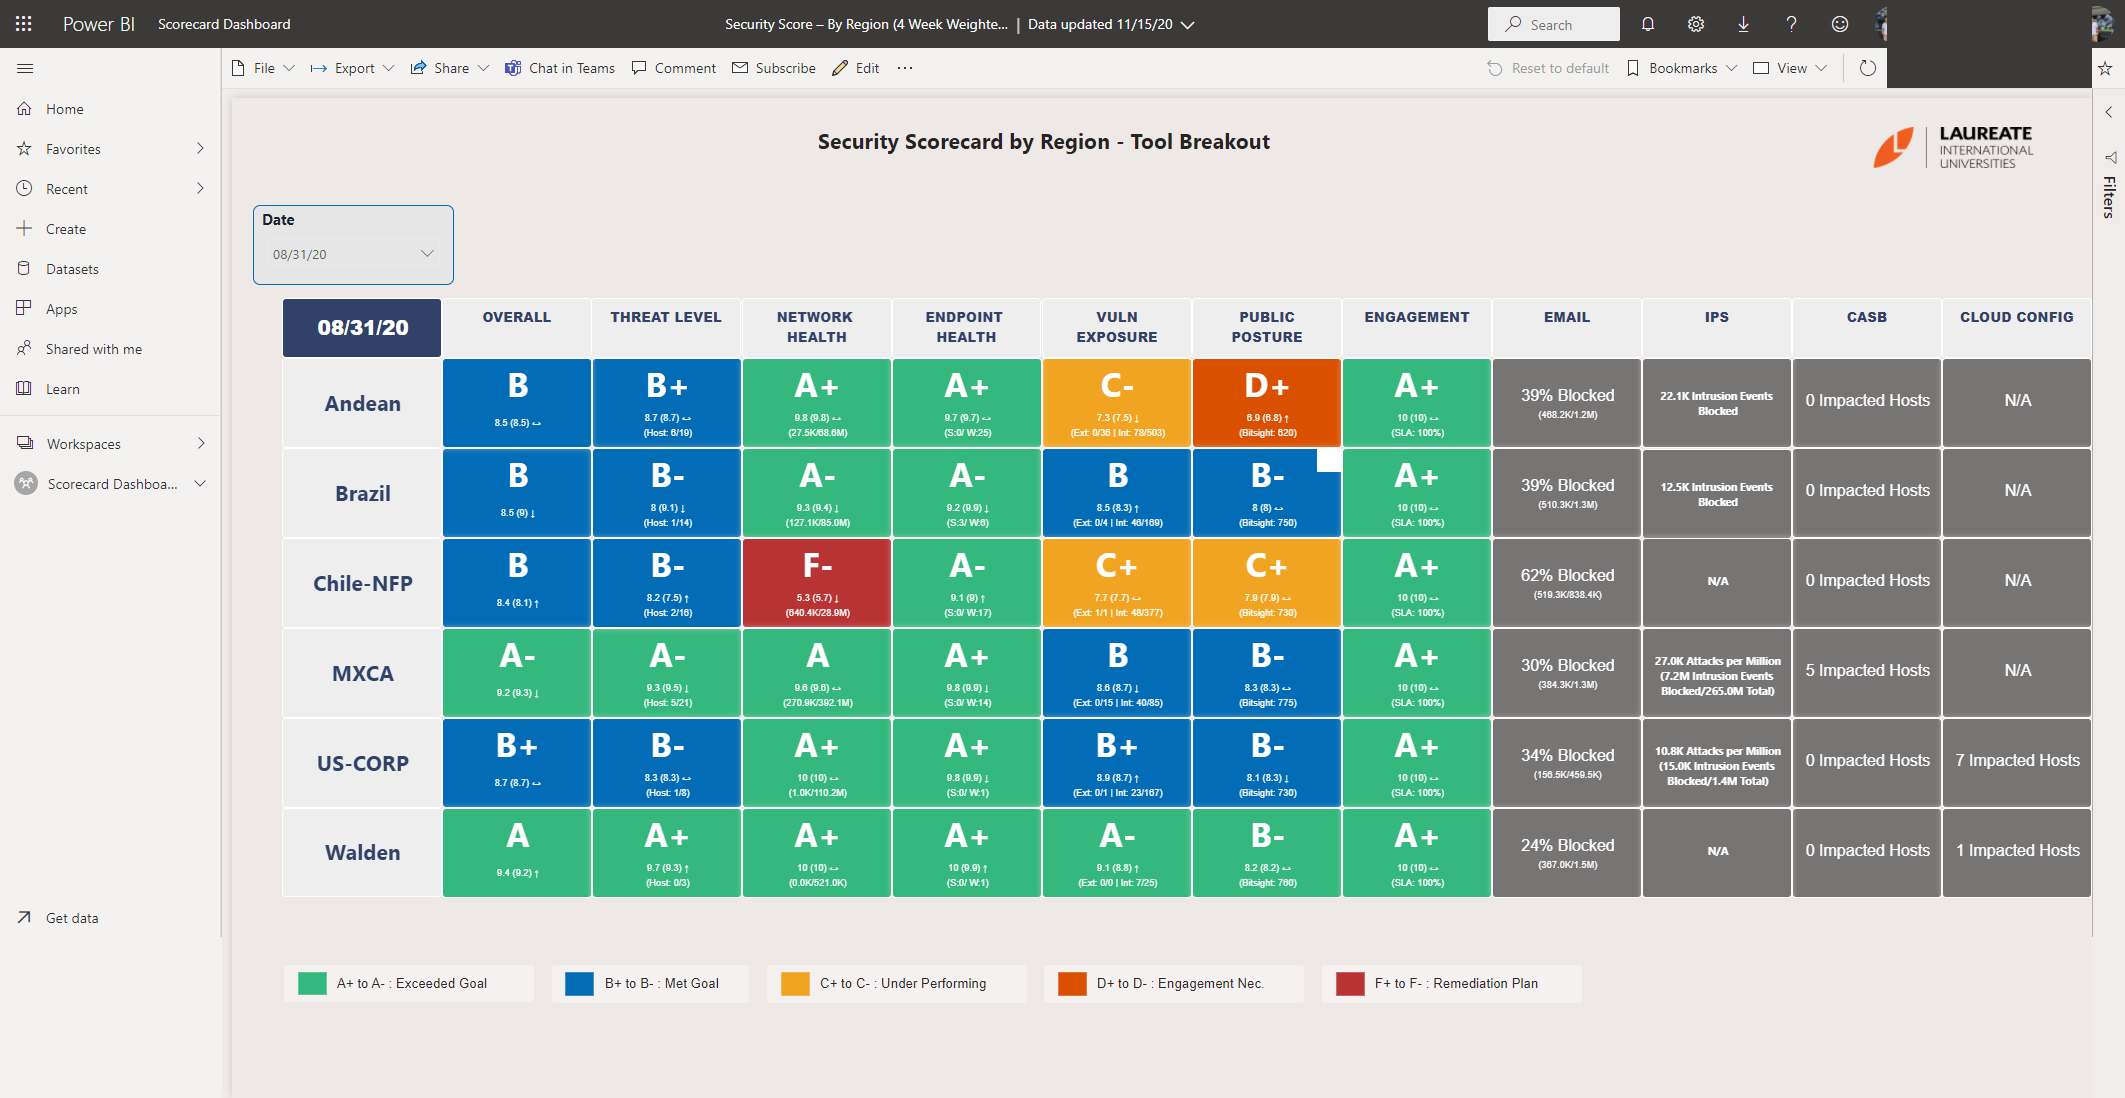 Power BI
Scorecard Dashboard
Security Score – By Region (4 Week Weighte... | Data updated 11/15/20
Search
File
Export
Share
Chat in Teams
Comment
Subscribe
Edit
Reset to default
Bookmarks
View
Home
Favorites
Recent
Create
Datasets
Apps
Shared with me
Learn
Workspaces
Scorecard Dashboa...
Get data
Filters
Security Scorecard by Region - Tool Breakout
LAUREATE
INTERNATIONAL
UNIVERSITIES
Date
08/31/20
08/31/20
OVERALL
THREAT LEVEL
NETWORK
HEALTH
ENDPOINT
HEALTH
VULN
EXPOSURE
PUBLIC
POSTURE
ENGAGEMENT
EMAIL
IPS
CASB
CLOUD CONFIG
Andean
B
8.5 (8.5) ↔
B+
8.7 (8.7) ↔
(Host: 6/19)
A+
9.8 (9.8) ↔
(27.5K/68.6M)
A+
9.7 (9.7) ↔
(S:0/ W:25)
C-
7.3 (7.5) ↓
(Ext: 0/36 | Int: 78/503)
D+
6.9 (6.8) ↑
(Bitsight: 620)
A+
10 (10) ↔
(SLA: 100%)
39% Blocked
(468.2K/1.2M)
22.1K Intrusion Events
Blocked
0 Impacted Hosts
N/A
Brazil
B
8.5 (9) ↓
B-
8 (9.1) ↓
(Host: 1/14)
A-
9.3 (9.4) ↓
(127.1K/85.0M)
A-
9.2 (9.9) ↓
(S:3/ W:6)
B
8.5 (8.3) ↑
(Ext: 0/4 | Int: 46/169)
B-
8 (8) ↔
(Bitsight: 750)
A+
10 (10) ↔
(SLA: 100%)
39% Blocked
(510.3K/1.3M)
12.5K Intrusion Events
Blocked
0 Impacted Hosts
N/A
Chile-NFP
B
8.4 (8.1) ↑
B-
8.2 (7.5) ↑
(Host: 2/16)
F-
5.3 (5.7) ↓
(640.4K/28.9M)
A-
9.1 (9) ↑
(S:0/ W:17)
C+
7.7 (7.7) ↔
(Ext: 1/1 | Int: 48/377)
C+
7.9 (7.9) ↔
(Bitsight: 730)
A+
10 (10) ↔
(SLA: 100%)
62% Blocked
(519.3K/838.4K)
N/A
0 Impacted Hosts
N/A
MXCA
A-
9.2 (9.3) ↓
A-
9.3 (9.5) ↓
(Host: 5/21)
A
9.6 (9.6) ↔
(270.9K/392.1M)
A+
9.8 (9.9) ↓
(S:0/ W:14)
B
8.6 (8.7) ↓
(Ext: 0/15 | Int: 40/85)
B-
8.3 (8.3) ↔
(Bitsight: 775)
A+
10 (10) ↔
(SLA: 100%)
30% Blocked
(384.3K/1.3M)
27.0K Attacks per Million
(7.2M Intrusion Events
Blocked/265.0M Total)
5 Impacted Hosts
N/A
US-CORP
B+
8.7 (8.7) ↔
B-
8.3 (8.3) ↔
(Host: 1/8)
A+
10 (10) ↔
(1.0K/110.2M)
A+
9.8 (9.9) ↓
(S:0/ W:1)
B+
8.9 (8.7) ↑
(Ext: 0/1 | Int: 23/167)
B-
8.1 (8.3) ↓
(Bitsight: 730)
A+
10 (10) ↔
(SLA: 100%)
34% Blocked
(156.5K/459.5K)
10.8K Attacks per Million
(15.0K Intrusion Events
Blocked/1.4M Total)
0 Impacted Hosts
7 Impacted Hosts
Walden
A
9.4 (9.2) ↑
A+
9.7 (9.3) ↑
(Host: 0/3)
A+
10 (10) ↔
(0.0K/521.0K)
A+
10 (9.9) ↑
(S:0/ W:1)
A-
9.1 (8.8) ↑
(Ext: 0/0 | Int: 7/25)
B-
8.2 (8.2) ↔
(Bitsight: 760)
A+
10 (10) ↔
(SLA: 100%)
24% Blocked
(367.0K/1.5M)
N/A
0 Impacted Hosts
1 Impacted Hosts
A+ to A- : Exceeded Goal
B+ to B- : Met Goal
C+ to C- : Under Performing
D+ to D- : Engagement Nec.
F+ to F- : Remediation Plan